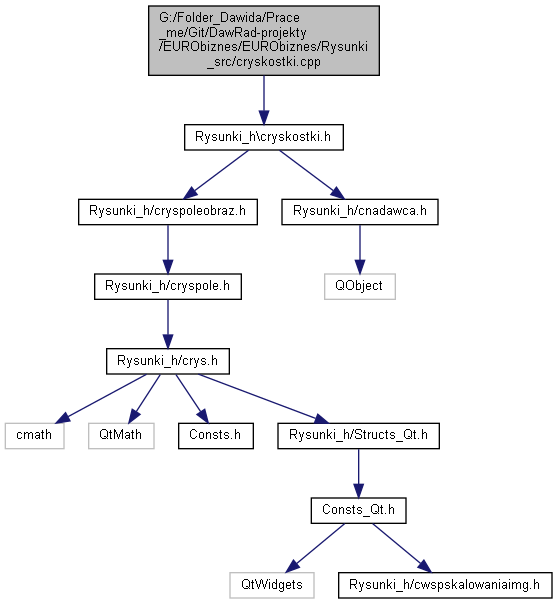 G:/Folder_Dawida/Prace
_me/Git/DawRad-projekty
/EURObiznes/EURObiznes/Rysunki
_src/cryskostki.cpp
Rysunki_h\cryskostki.h
Rysunki_h/cryspoleobraz.h
Rysunki_h/cnadawca.h
Rysunki_h/cryspole.h
QObject
Rysunki_h/crys.h
cmath
QtMath
Consts.h
Rysunki_h/Structs_Qt.h
Consts_Qt.h
QtWidgets
Rysunki_h/cwspskalowaniaimg.h